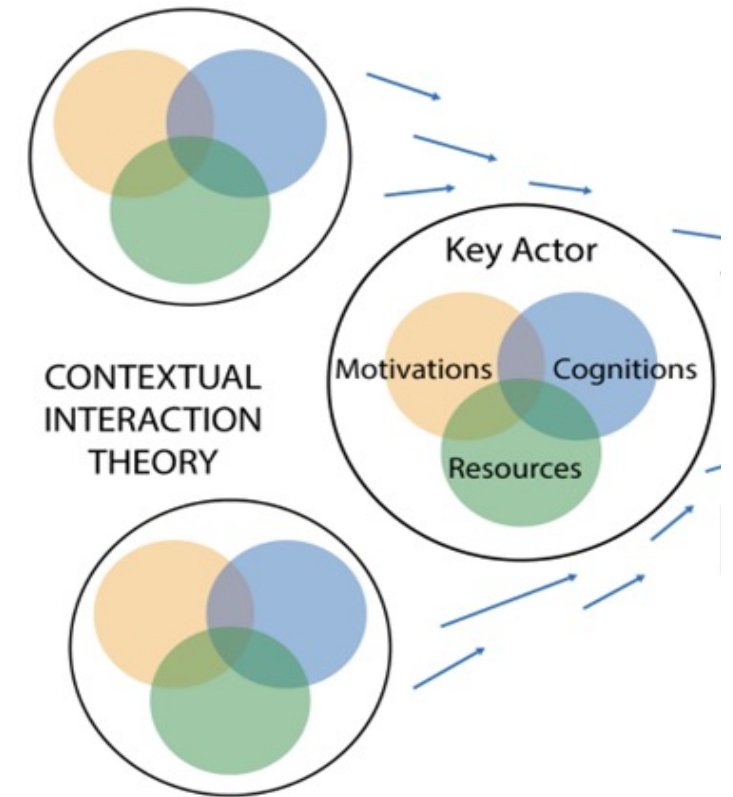 Key Actor
Motivations
Cognitions
Resources
CONTEXTUAL
INTERACTION
THEORY